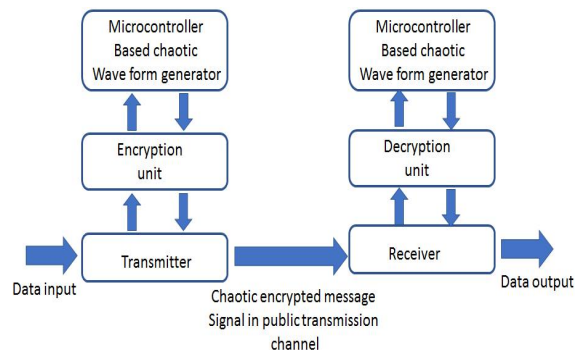 Microcontroller
Based chaotic
Wave form generator
Microcontroller
Based chaotic
Wave form generator
Encryption
unit
Decryption
unit
Transmitter
Receiver
Data input
Data output
Chaotic encrypted message
Signal in public transmission
channel